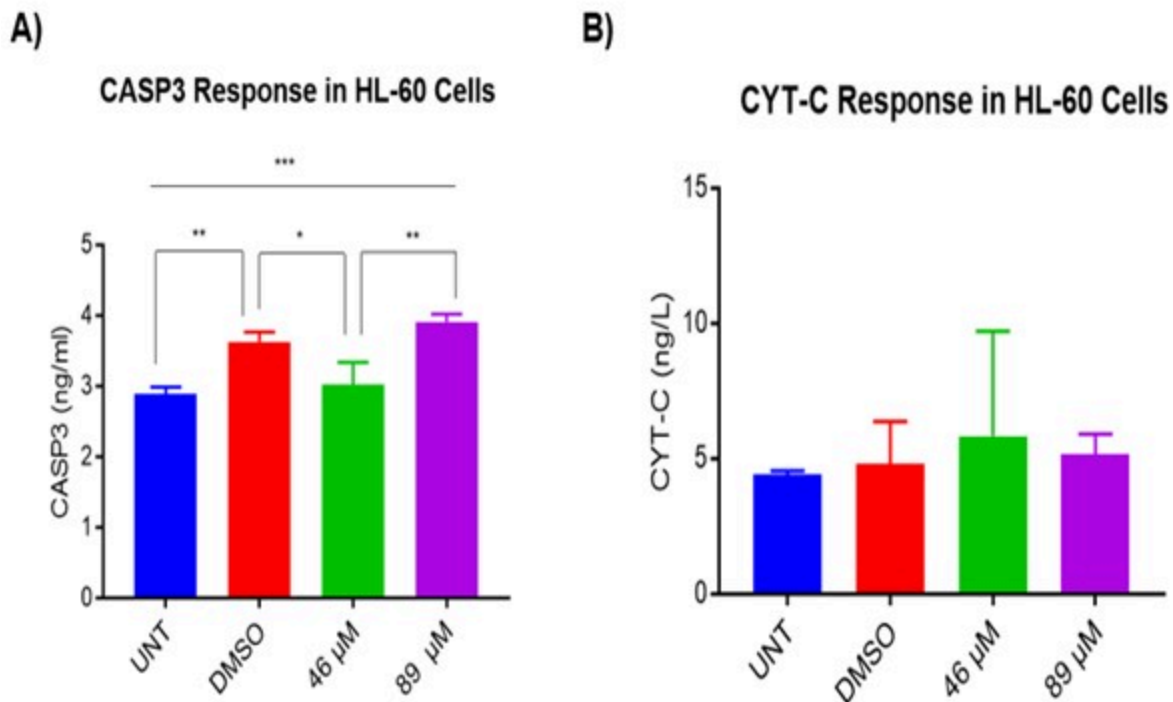 A)
CASP3 Response in HL-60 Cells
***
**
*
**
CASP3 (ng/ml)
5
4
3
2
1
0
UNT
DMSO
46 µM
89 µM
B)
CYT-C Response in HL-60 Cells
CYT-C (ng/L)
15
10
5
0
UNT
DMSO
46 µM
89 µM